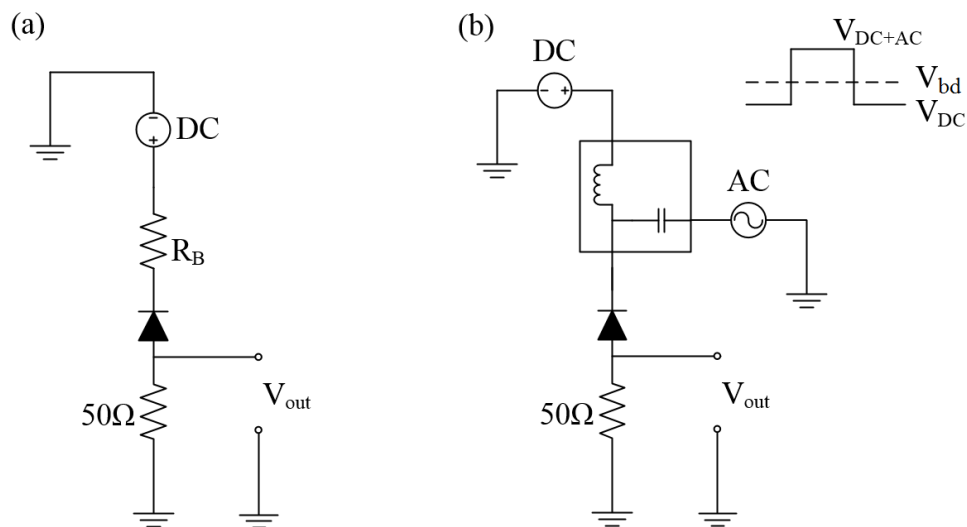 (a)
DC
R_B
50Ω
V_out
(b)
DC
V_DC+AC
V_bd
V_DC
AC
50Ω
V_out